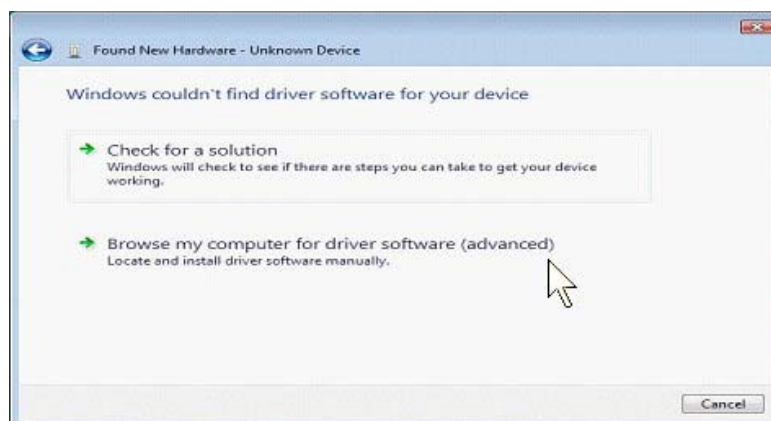 Found New Hardware - Unknown Device
Windows couldn't find driver software for your device
Check for a solution
Windows will check to see if there are steps you can take to get your device
working.
Browse my computer for driver software (advanced)
Locate and install driver software manually.
Cancel